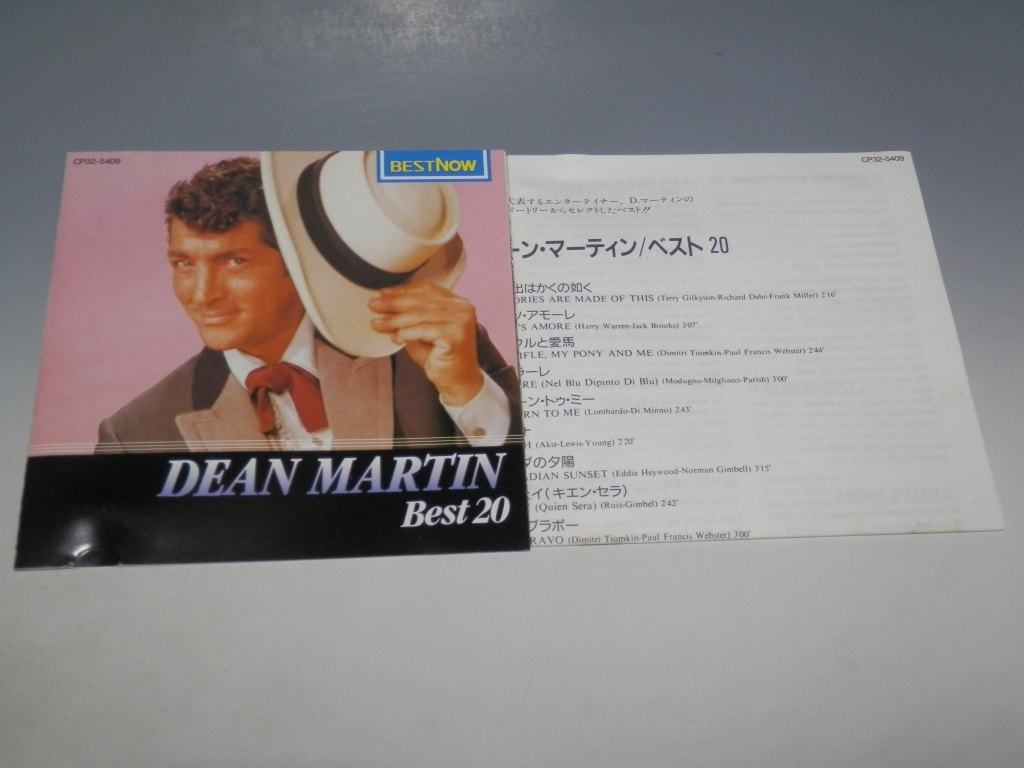 CP32-5409
BESTNOW
DEAN MARTIN
Best 20
CP32-5409
代表するエンターテイナー、D.マーティンの
ートリーからセレクトしたベスト!!
ーン・マーティン/ベスト 20
出はかくの如く
ORIES ARE MADE OF THIS (Terry Gilkyson-Richard Dehr-Frank Miller) 2'16"
ツ・アモーレ
'S AMORE (Harry Warren-Jack Brooks) 3'07"
フルと愛馬
IFLE, MY PONY AND ME (Dimitri Tiomkin-Paul Francis Webster) 2'44"
ラーレ
RE (Nel Blu Dipinto Di Blu) (Modugno-Milgliacci-Parish) 3'00"
ーン・トゥ・ミー
RN TO ME (Lombardo-Di Minno) 2'43"
ナ
H (Akst-Lewis-Young) 2'20"
ダの夕陽
DIAN SUNSET (Eddie Heywood-Norman Gimbell) 3'15"
ェイ(キエン・セラ)
(Quien Sera) (Ruiz-Gimbel) 2'42"
ブラボー
RAVO (Dimitri Tiomkin-Paul Francis Webster) 3'00"